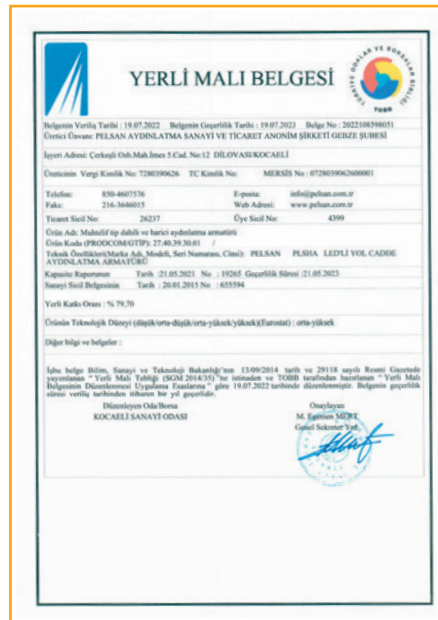 YERLİ MALI BELGESİ
TÜRKİYE ODALAR VE BORSALAR BİRLİĞİ
TOBB
Belgenin Veriliş Tarihi : 19.07.2022 Belgenin Geçerlilik Tarihi : 19.07.2023 Belge No : 2022108598051
Üretici Ünvanı: PELSAN AYDINLATMA SANAYİ VE TİCARET ANONİM ŞİRKETİ GEBZE ŞUBESİ
İşyeri Adresi: Çerkeşli Osb.Mah.İmes 5.Cad. No:12 DİLOVASI/KOCAELİ
Üreticinin Vergi Kimlik No: 7280390626 TC Kimlik No: MERSİS No : 0728039062600001
Telefon: 850-4607576 E-posta: info@pelsan.com.tr
Faks: 216-3646015 Web Adresi: www.pelsan.com.tr
Ticaret Sicil No: 26237 Üye Sicil No: 4399
Ürün Adı: Muhtelif tip dahili ve harici aydınlatma armatürü
Ürün Kodu (PRODCOM/GTİP): 27.40.39.30.01 /
Teknik Özellikleri(Marka Adı, Modeli, Seri Numarası, Cinsi): PELSAN PLSHA LED'Lİ YOL CADDE
AYDINLATMA ARMATÜRÜ
Kapasite Raporunun Tarih :21.05.2021 No : 19265 Geçerlilik Süresi :21.05.2023
Sanayi Sicil Belgesinin Tarih : 20.01.2015 No : 655594
Yerli Katkı Oranı : % 79,70
Ürünün Teknolojik Düzeyi (düşük/orta-düşük/orta-yüksek/yüksek)(Eurostat) : orta-yüksek
Diğer bilgi ve belgeler :
İşbu belge Bilim, Sanayi ve Teknoloji Bakanlığı'nın 13/09/2014 tarih ve 29118 sayılı Resmi Gazetede
yayımlanan " Yerli Malı Tebliği (SGM 2014/35) "ne istinaden ve TOBB tarafından hazırlanan " Yerli Malı
Belgesinin Düzenlenmesi Uygulama Esaslarına " göre 19.07.2022 tarihinde düzenlenmiştir. Belgenin geçerlilik
süresi veriliş tarihinden itibaren bir yıl geçerlidir.
Düzenleyen Oda/Borsa Onaylayan
KOCAELİ SANAYİ ODASI M. Egemen MERT
Genel Sekreter Yrd.